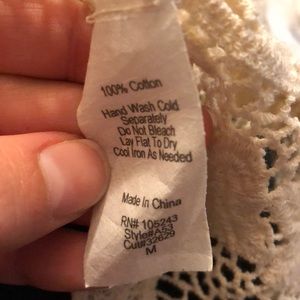 100% Cotton
Hand Wash Cold
Separately
Do Not Bleach
Lay Flat To Dry
Cool Iron As Needed
Made In China
RN# 105243
Style#A53
Cut#32629
M